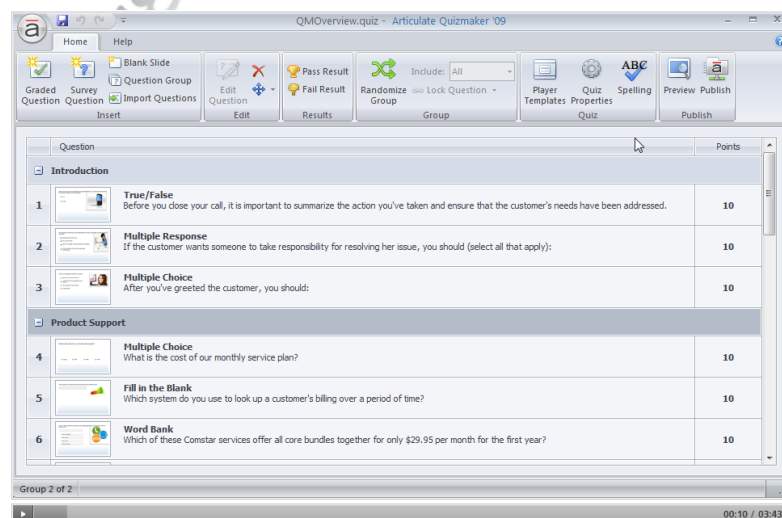 QMOverview.quiz - Articulate Quizmaker '09
Home Help
Graded Question
Survey Question
Blank Slide
Question Group
Import Questions
Insert
Edit Question
Edit
Pass Result
Fail Result
Results
Randomize Group
Include: All
Lock Question
Group
Player Templates
Quiz Properties
ABC
Spelling
Quiz
Preview
Publish
Publish
Question Points
Introduction
True/False
1 Before you close your call, it is important to summarize the action you've taken and ensure that the customer's needs have been addressed. 10
Multiple Response
2 If the customer wants someone to take responsibility for resolving her issue, you should (select all that apply): 10
Multiple Choice
3 After you've greeted the customer, you should: 10
Product Support
Multiple Choice
4 What is the cost of our monthly service plan? 10
Fill in the Blank
5 Which system do you use to look up a customer's billing over a period of time? 10
Word Bank
6 Which of these Comstar services offer all core bundles together for only $29.95 per month for the first year? 10
Group 2 of 2
00:10 / 03:43